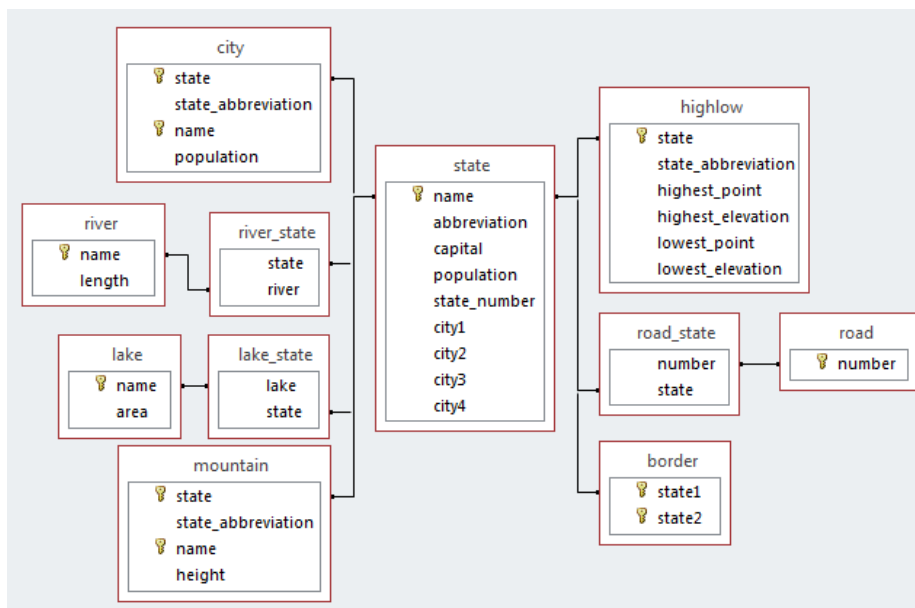 city
state
state_abbreviation
name
population
river
name
length
river_state
state
river
lake
name
area
lake_state
lake
state
mountain
state
state_abbreviation
name
height
state
name
abbreviation
capital
population
state_number
city1
city2
city3
city4
highlow
state
state_abbreviation
highest_point
highest_elevation
lowest_point
lowest_elevation
road_state
number
state
road
number
border
state1
state2